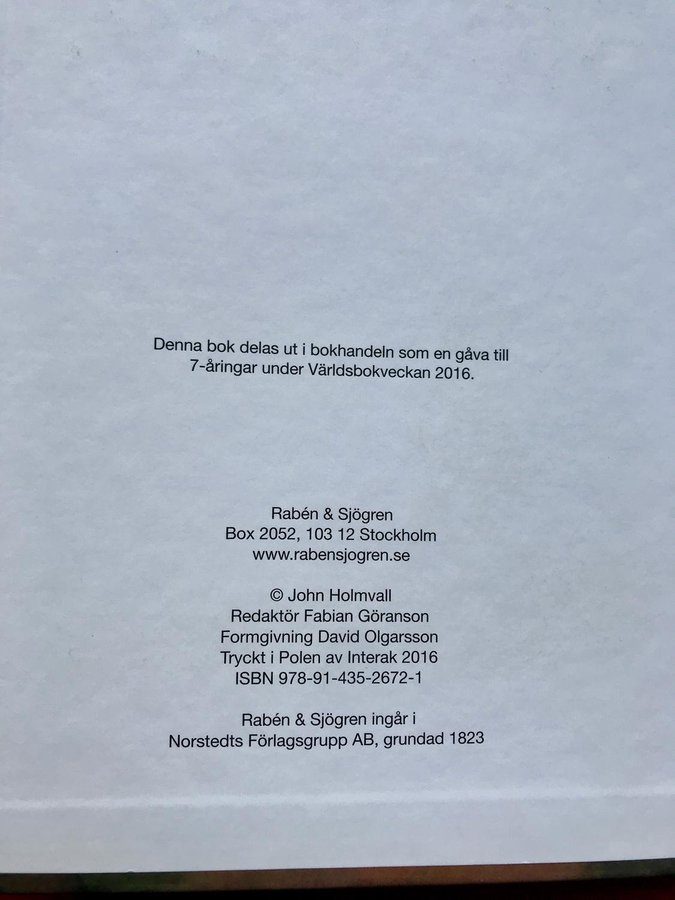 Denna bok delas ut i bokhandeln som en gåva till
7-åringar under Världsbokveckan 2016.
Rabén & Sjögren
Box 2052, 103 12 Stockholm
www.rabensjogren.se
© John Holmvall
Redaktör Fabian Göranson
Formgivning David Olgarsson
Tryckt i Polen av Interak 2016
ISBN 978-91-435-2672-1
Rabén & Sjögren ingår i
Norstedts Förlagsgrupp AB, grundad 1823